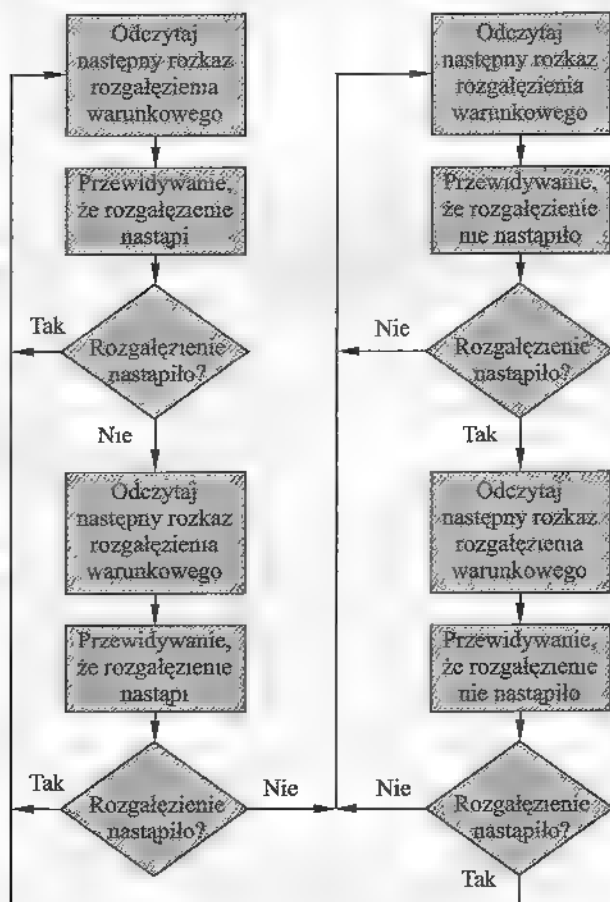 Odczytaj
następny rozkaz
rozgałęzienia
warunkowego
Przewidywanie,
że rozgałęzienie
nastąpi
Tak
Rozgałęzienie
nastąpiło?
Nie
Odczytaj
następny rozkaz
rozgałęzienia
warunkowego
Przewidywanie,
że rozgałęzienie
nastąpi
Tak
Rozgałęzienie
nastąpiło?
Nie
Odczytaj
następny rozkaz
rozgałęzienia
warunkowego
Przewidywanie,
że rozgałęzienie
nie nastąpiło
Nie
Rozgałęzienie
nastąpiło?
Tak
Odczytaj
następny rozkaz
rozgałęzienia
warunkowego
Przewidywanie,
że rozgałęzienie
nie nastąpiło
Nie
Rozgałęzienie
nastąpiło?
Tak